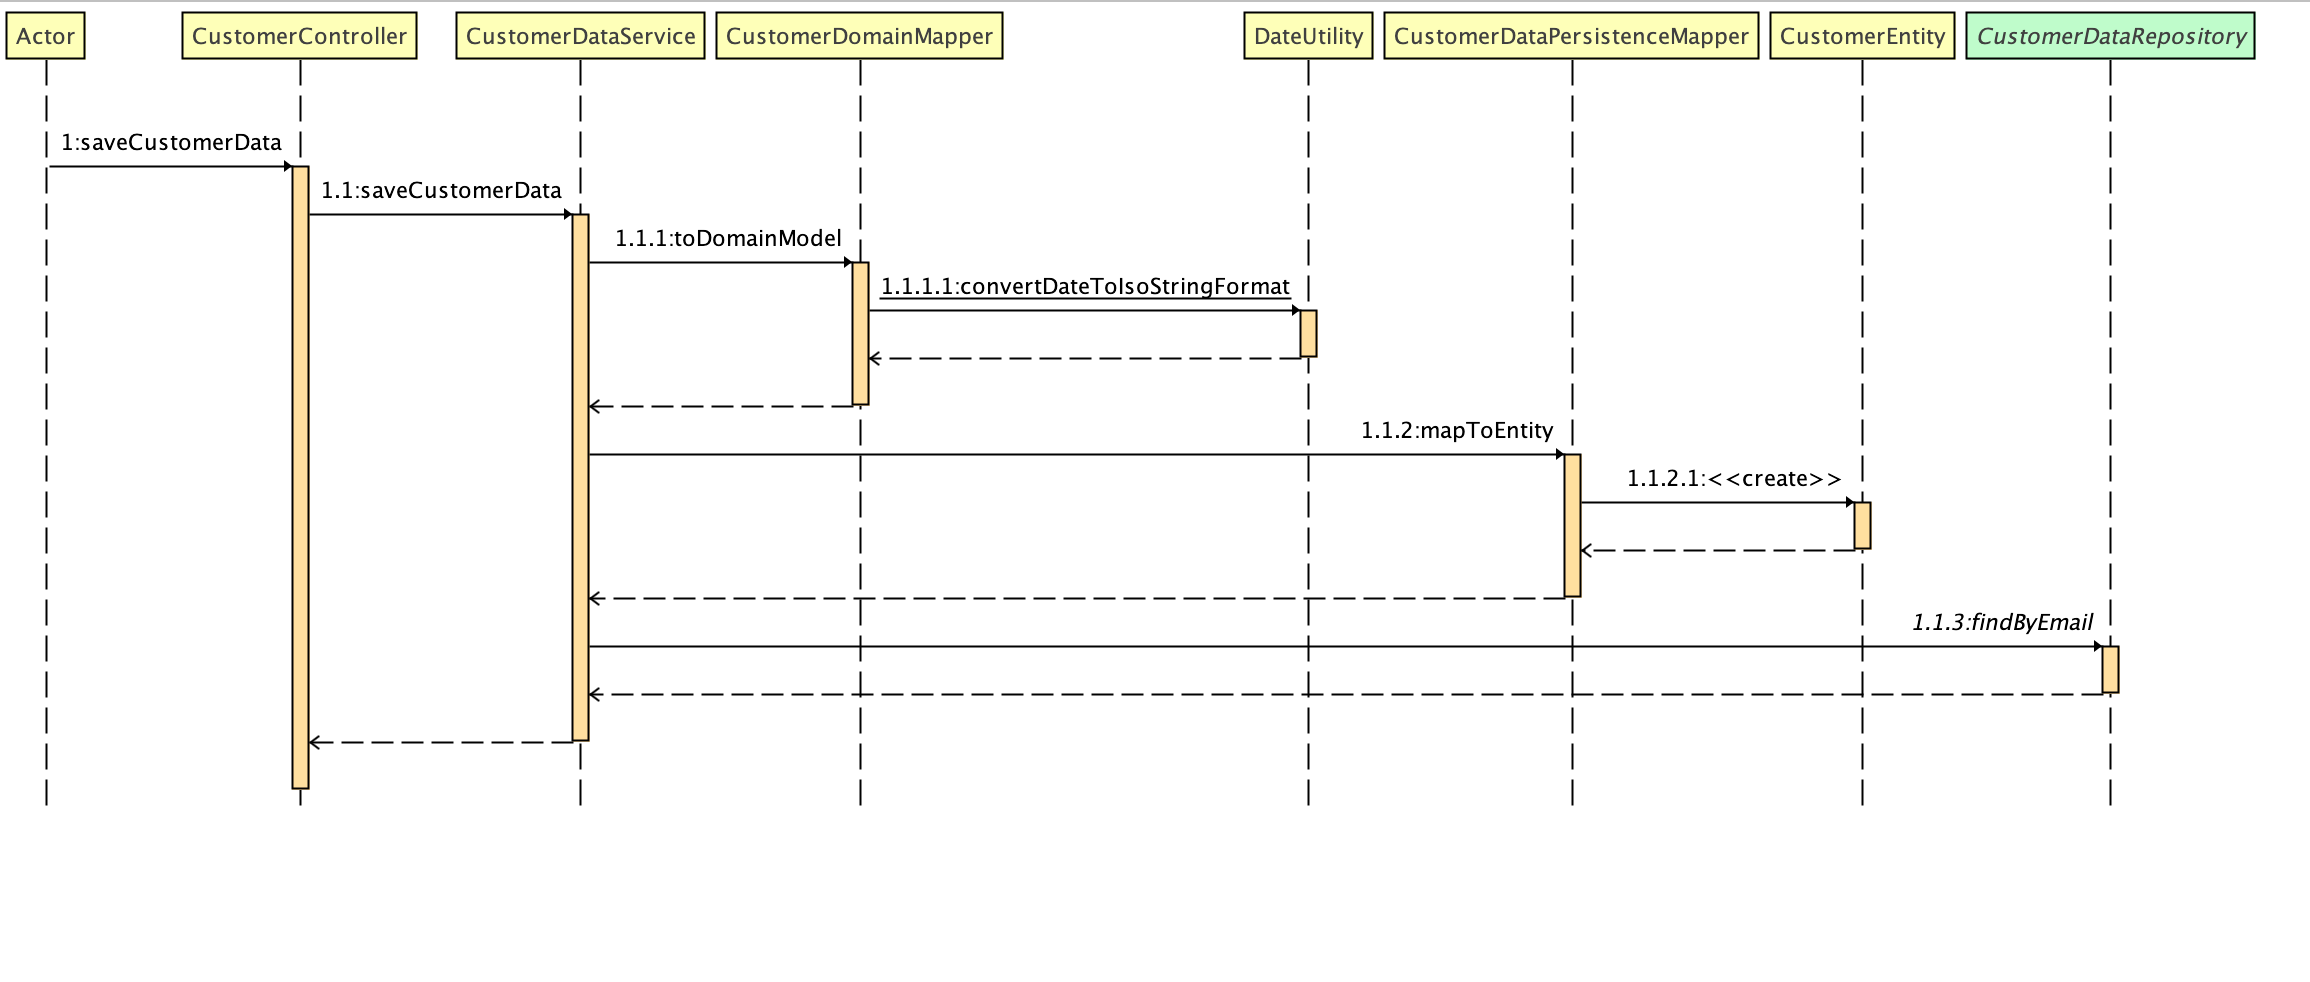 Actor
CustomerController
CustomerDataService
CustomerDomainMapper
DateUtility
CustomerDataPersistenceMapper
CustomerEntity
CustomerDataRepository
1:saveCustomerData
1.1:saveCustomerData
1.1.1:toDomainModel
1.1.1.1:convertDateToIsoStringFormat
1.1.2:mapToEntity
1.1.2.1:<<create>>
1.1.3:findByEmail